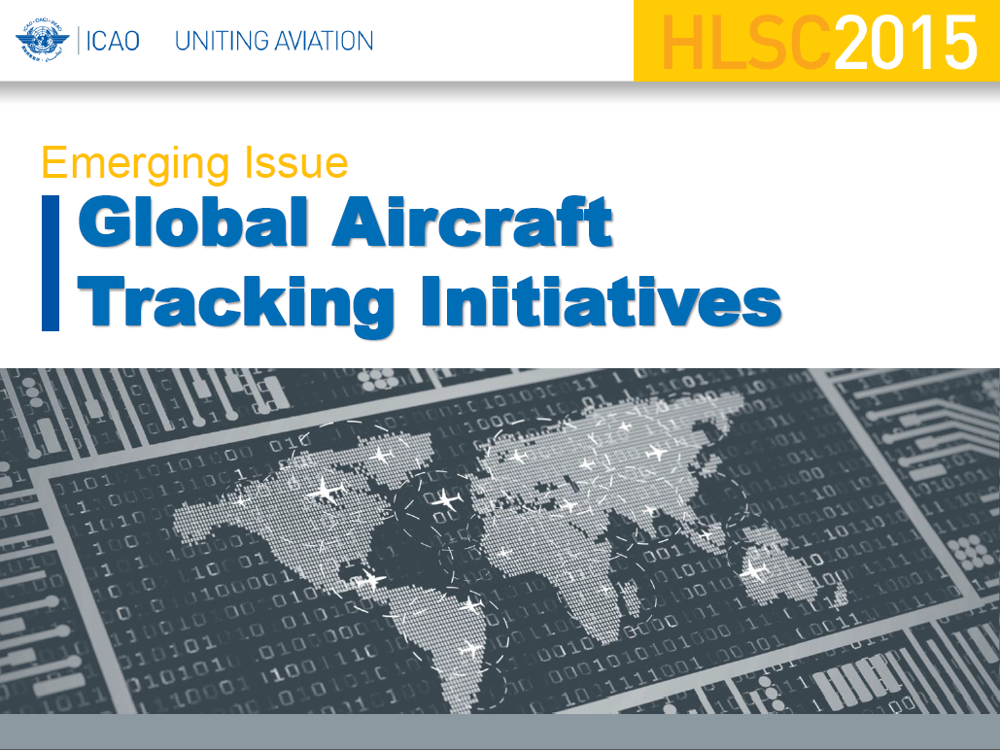 ICAO
UNITING AVIATION
HLSC2015
Emerging Issue
Global Aircraft
Tracking Initiatives